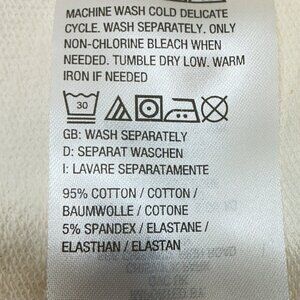 MACHINE WASH COLD DELICATE
CYCLE. WASH SEPARATELY. ONLY
NON-CHLORINE BLEACH WHEN
NEEDED. TUMBLE DRY LOW. WARM
IRON IF NEEDED
30
GB: WASH SEPARATELY
D: SEPARAT WASCHEN
I: LAVARE SEPARATAMENTE
95% COTTON / COTON /
BAUMWOLLE / COTONE
5% SPANDEX / ELASTANE /
ELASTHAN / ELASTAN